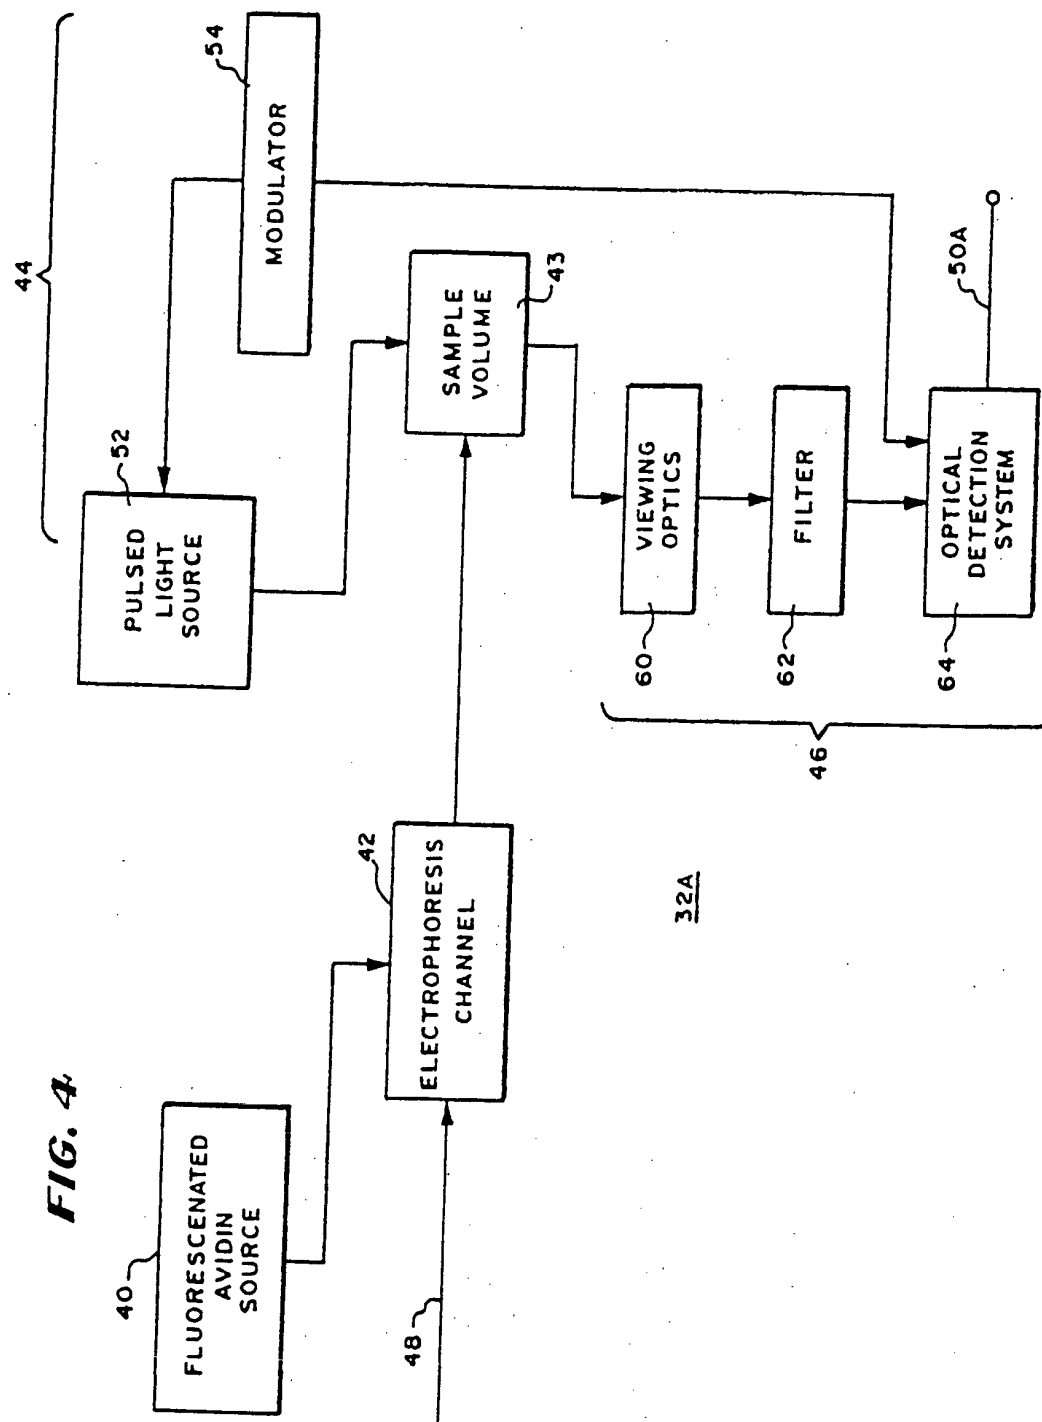 FIG. 4
44
54
MODULATOR
52
PULSED
LIGHT
SOURCE
43
SAMPLE
VOLUME
40
FLUORESCENATED
AVIDIN
SOURCE
42
ELECTROPHORESIS
CHANNEL
48
60
VIEWING
OPTICS
62
FILTER
64
OPTICAL
DETECTION
SYSTEM
50A
46
32A